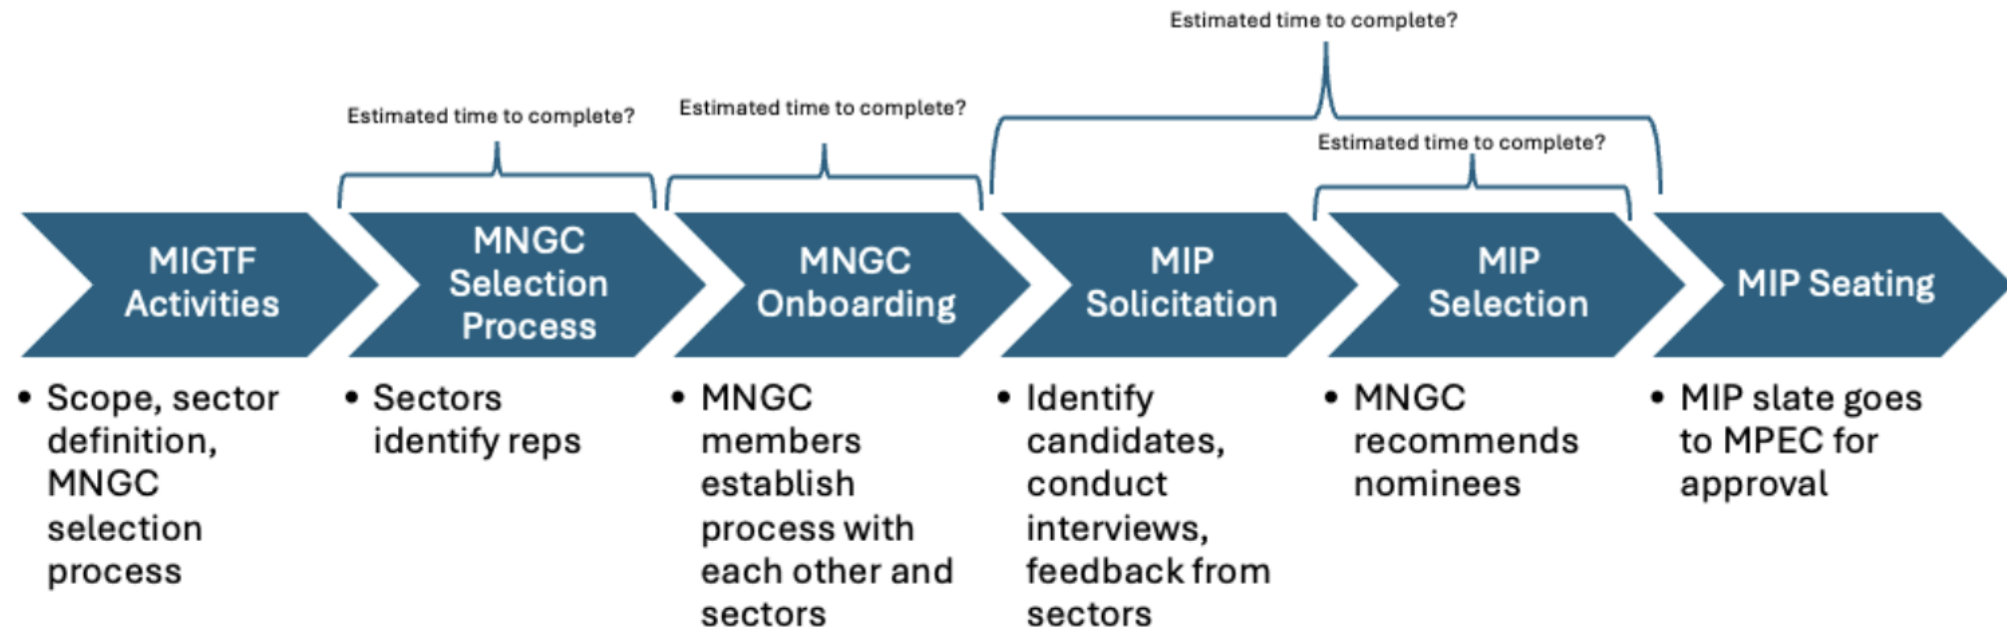 Estimated time to complete?
Estimated time to complete?
Estimated time to complete?
Estimated time to complete?
MIGTF
Activities
MNGC
Selection
Process
MNGC
Onboarding
MIP
Solicitation
MIP
Selection
MIP Seating
• Scope, sector
definition,
MNGC
selection
process
• Sectors
identify reps
• MNGC
members
establish
process with
each other and
sectors
• Identify
candidates,
conduct
interviews,
feedback from
sectors
• MNGC
recommends
nominees
• MIP slate goes
to MPEC for
approval